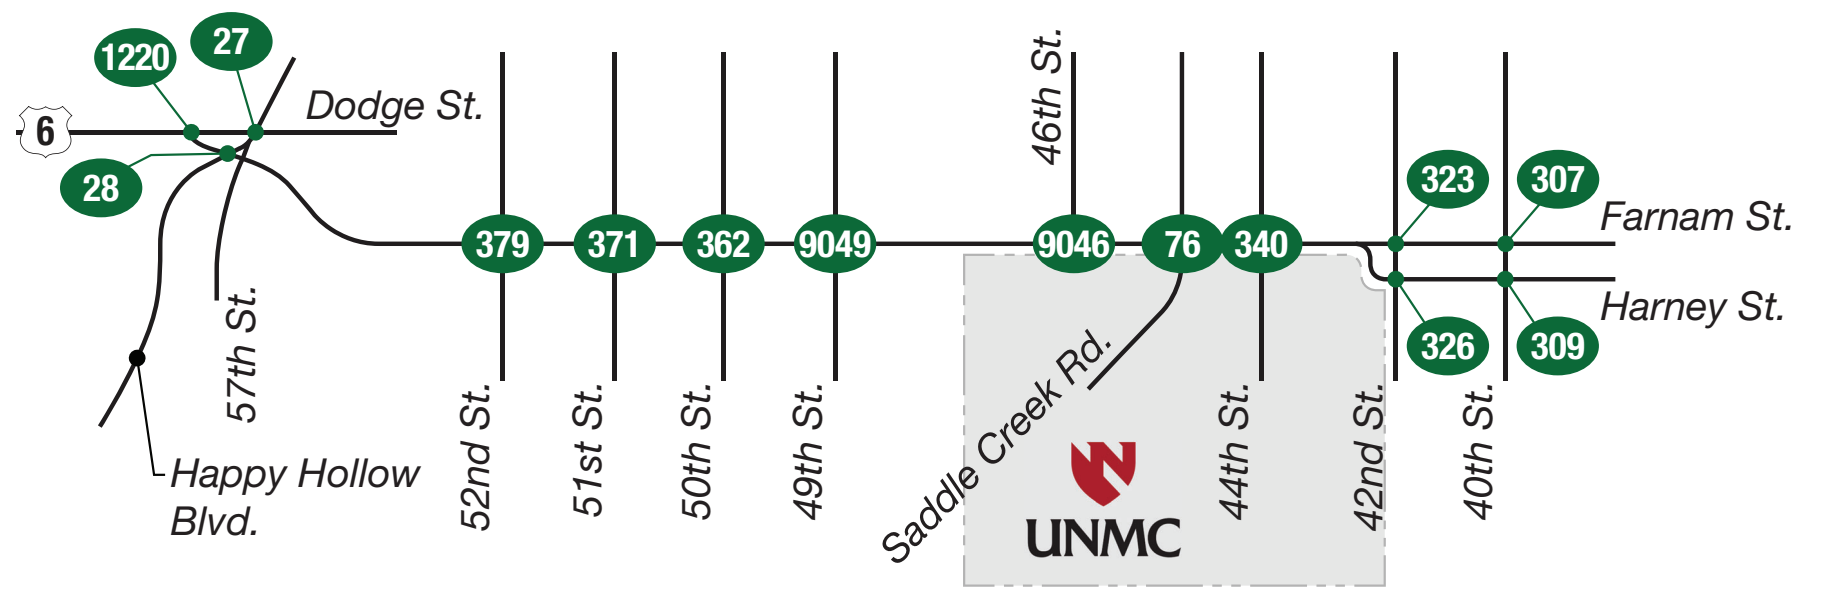 1220
27
Dodge St.
6
28
46th St.
323
307
Farnam St.
379
371
362
9049
9046
76
340
Harney St.
326
309
57th St.
Happy Hollow
Blvd.
52nd St.
51st St.
50th St.
49th St.
Saddle Creek Rd.
44th St.
42nd St.
40th St.
UNMC